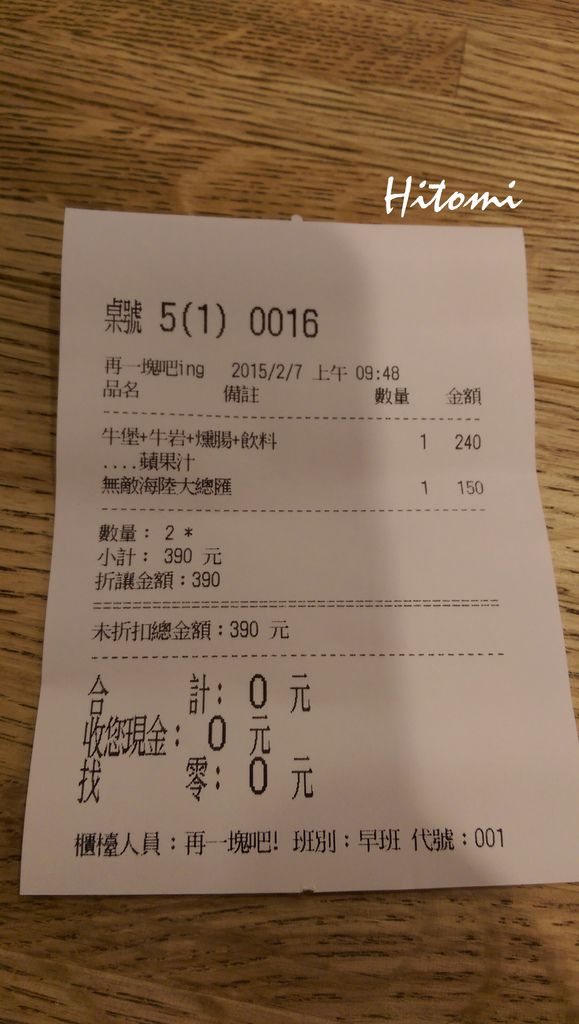 Hitomi
桌號 5(1) 0016
再一塊吧ing 2015/2/7 上午 09:48
品名 備註 數量 金額
牛堡+牛岩+燻腸+飲料 1 240
....蘋果汁
無敵海陸大總匯 1 150
數量： 2 *
小計： 390 元
折讓金額：390
未折扣總金額：390 元
合 計： 0 元
收您現金： 0 元
找 零： 0 元
櫃檯人員：再一塊吧! 班別：早班 代號：001